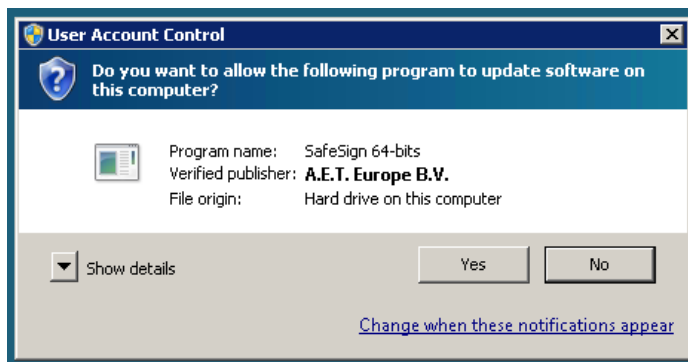 User Account Control
Do you want to allow the following program to update software on
this computer?
Program name: SafeSign 64-bits
Verified publisher: A.E.T. Europe B.V.
File origin: Hard drive on this computer
Show details
Yes
No
Change when these notifications appear